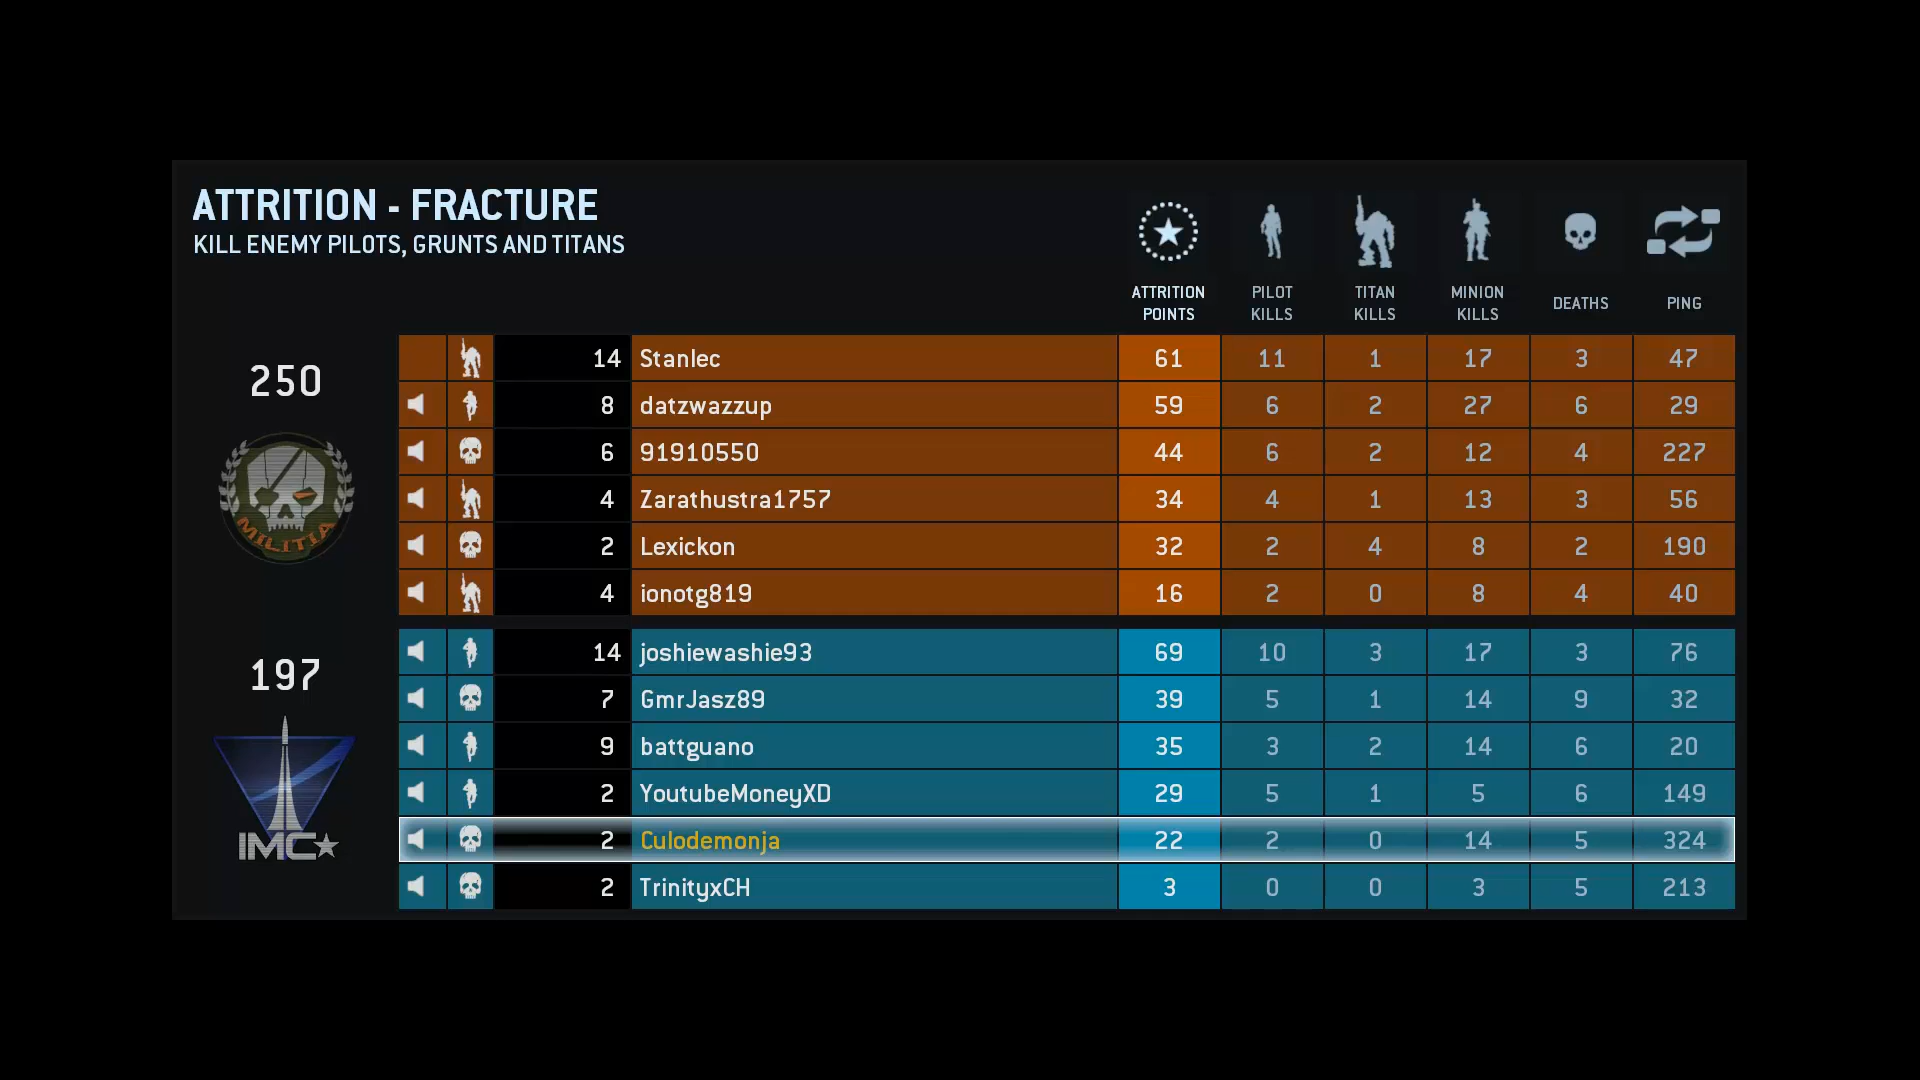 ATTRITION - FRACTURE
KILL ENEMY PILOTS, GRUNTS AND TITANS
ATTRITION POINTS PILOT KILLS TITAN KILLS MINION KILLS DEATHS PING
250
MILITIA
14 Stanlec 61 11 1 17 3 47
8 datzwazzup 59 6 2 27 6 29
6 91910550 44 6 2 12 4 227
4 Zarathustra1757 34 4 1 13 3 56
2 Lexickon 32 2 4 8 2 190
4 ionotg819 16 2 0 8 4 40
197
IMC
14 joshiewashie93 69 10 3 17 3 76
7 GmrJasz89 39 5 1 14 9 32
9 battguano 35 3 2 14 6 20
2 YoutubeMoneyXD 29 5 1 5 6 149
2 Culodemonja 22 2 0 14 5 324
2 TrinityxCH 3 0 0 3 5 213